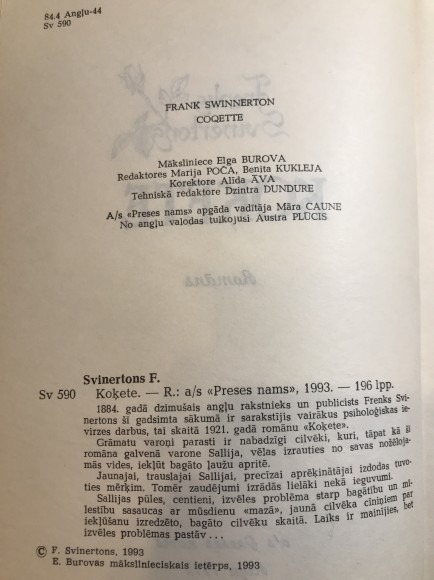 84.4 Angļu-44
Sv 590
FRANK SWINNERTON
COQETTE
Māksliniece Elga BUROVA
Redaktores Marija POČA, Benita KUKLEJA
Korektore Alīda ĀVA
Tehniskā redaktore Dzintra DUNDURE
A/s «Preses nams» apgāda vadītāja Māra CAUNE
No angļu valodas tulkojusi Austra PLŪCIS
Svinertons F.
Sv 590 Koķete. — R.: a/s «Preses nams», 1993. — 196 lpp.
1884. gadā dzimušais angļu rakstnieks un publicists Frenks Svi-
nertons šī gadsimta sākumā ir sarakstījis vairākus psiholoģiskas ie-
virzes darbus, tai skaitā 1921. gadā romānu «Koķete».
Grāmatu varoņi parasti ir nabadzīgi cilvēki, kuri, tāpat kā šī
romāna galvenā varone Sallija, vēlas izrauties no savas nožēloja-
mās vides, iekļūt bagāto ļaužu apritē.
Jaunajai, trauslajai Sallijai, precīzai aprēķinātājai izdodas tuvo-
ties mērķim. Tomēr zaudējumi izrādās lielāki nekā ieguvumi.
Sallijas pūles, centieni, izvēles problēma starp bagātību un mī-
lestību sasaucas ar mūsdienu «mazā», jaunā cilvēka cīniņiem par
iekļūšanu izredzēto, bagāto cilvēku skaitā. Laiks ir mainījies, bet
izvēles problēmas pastāv...
© F. Svinertons, 1993
E. Burovas mākslinieciskais ietērps, 1993